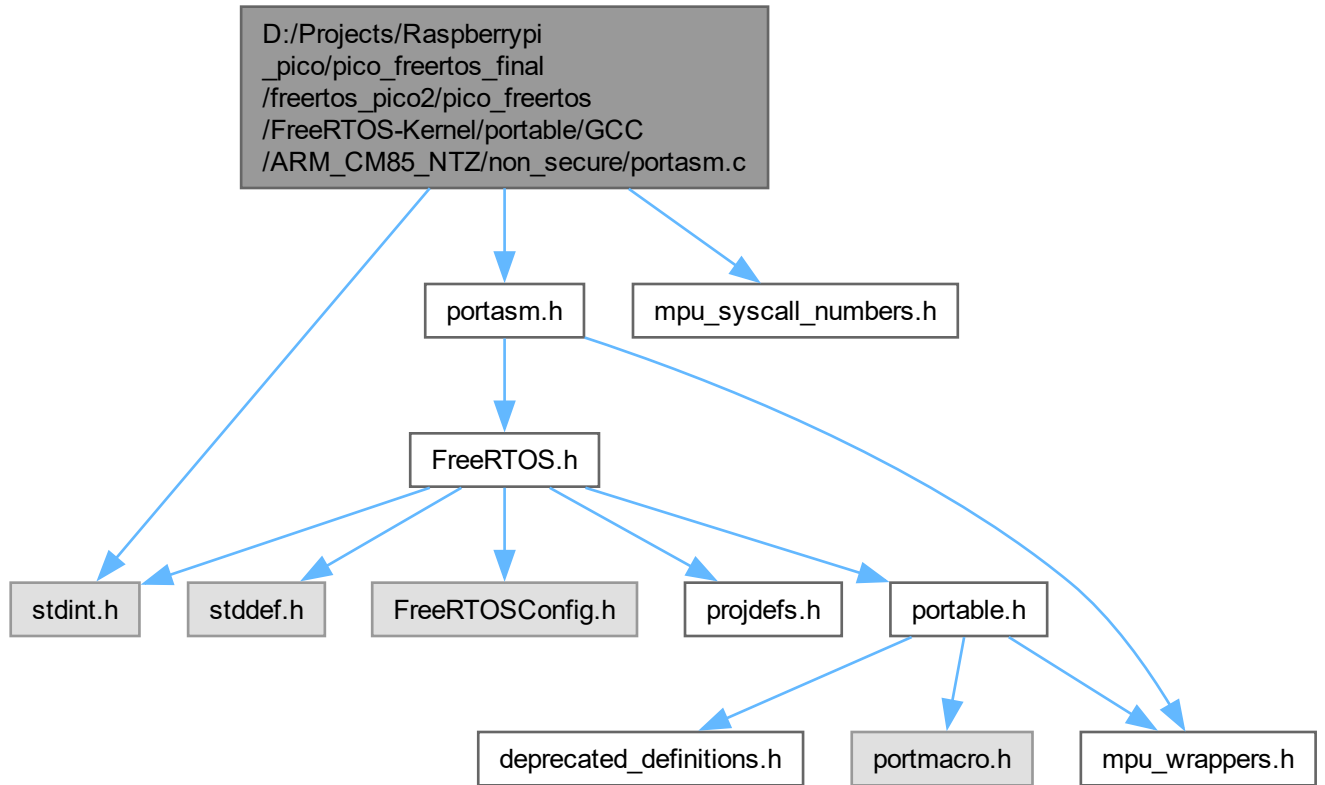 D:/Projects/Raspberrypi
_pico/pico_freertos_final
/freertos_pico2/pico_freertos
/FreeRTOS-Kernel/portable/GCC
/ARM_CM85_NTZ/non_secure/portasm.c
portasm.h
mpu_syscall_numbers.h
FreeRTOS.h
stdint.h
stddef.h
FreeRTOSConfig.h
projdefs.h
portable.h
deprecated_definitions.h
portmacro.h
mpu_wrappers.h